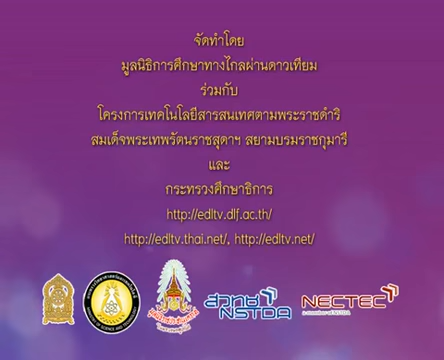 จัดทำโดย
มูลนิธิการศึกษาทางไกลผ่านดาวเทียม
ร่วมกับ
โครงการเทคโนโลยีสารสนเทศตามพระราชดำริ
สมเด็จพระเทพรัตนราชสุดาฯ สยามบรมราชกุมารี
และ
กระทรวงศึกษาธิการ
http://edltv.dlf.ac.th/
http://edltv.thai.net/, http://edltv.net/
สวทช
NSTDA
NECTEC
a member of NSTDA